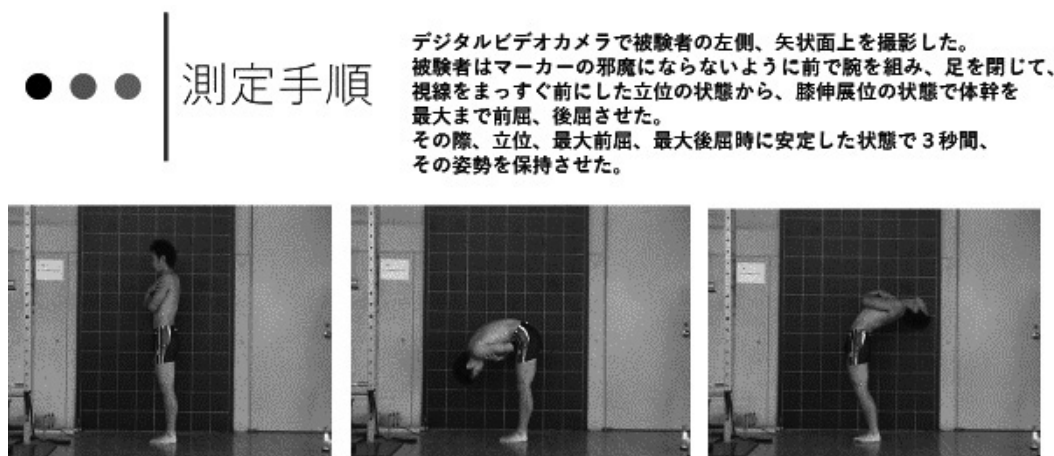 測定手順
デジタルビデオカメラで被験者の左側、矢状面上を撮影した。
被験者はマーカーの邪魔にならないように前で腕を組み、足を閉じて、
視線をまっすぐ前にした立位の状態から、膝伸展位の状態で体幹を
最大まで前屈、後屈させた。
その際、立位、最大前屈、最大後屈時に安定した状態で３秒間、
その姿勢を保持させた。